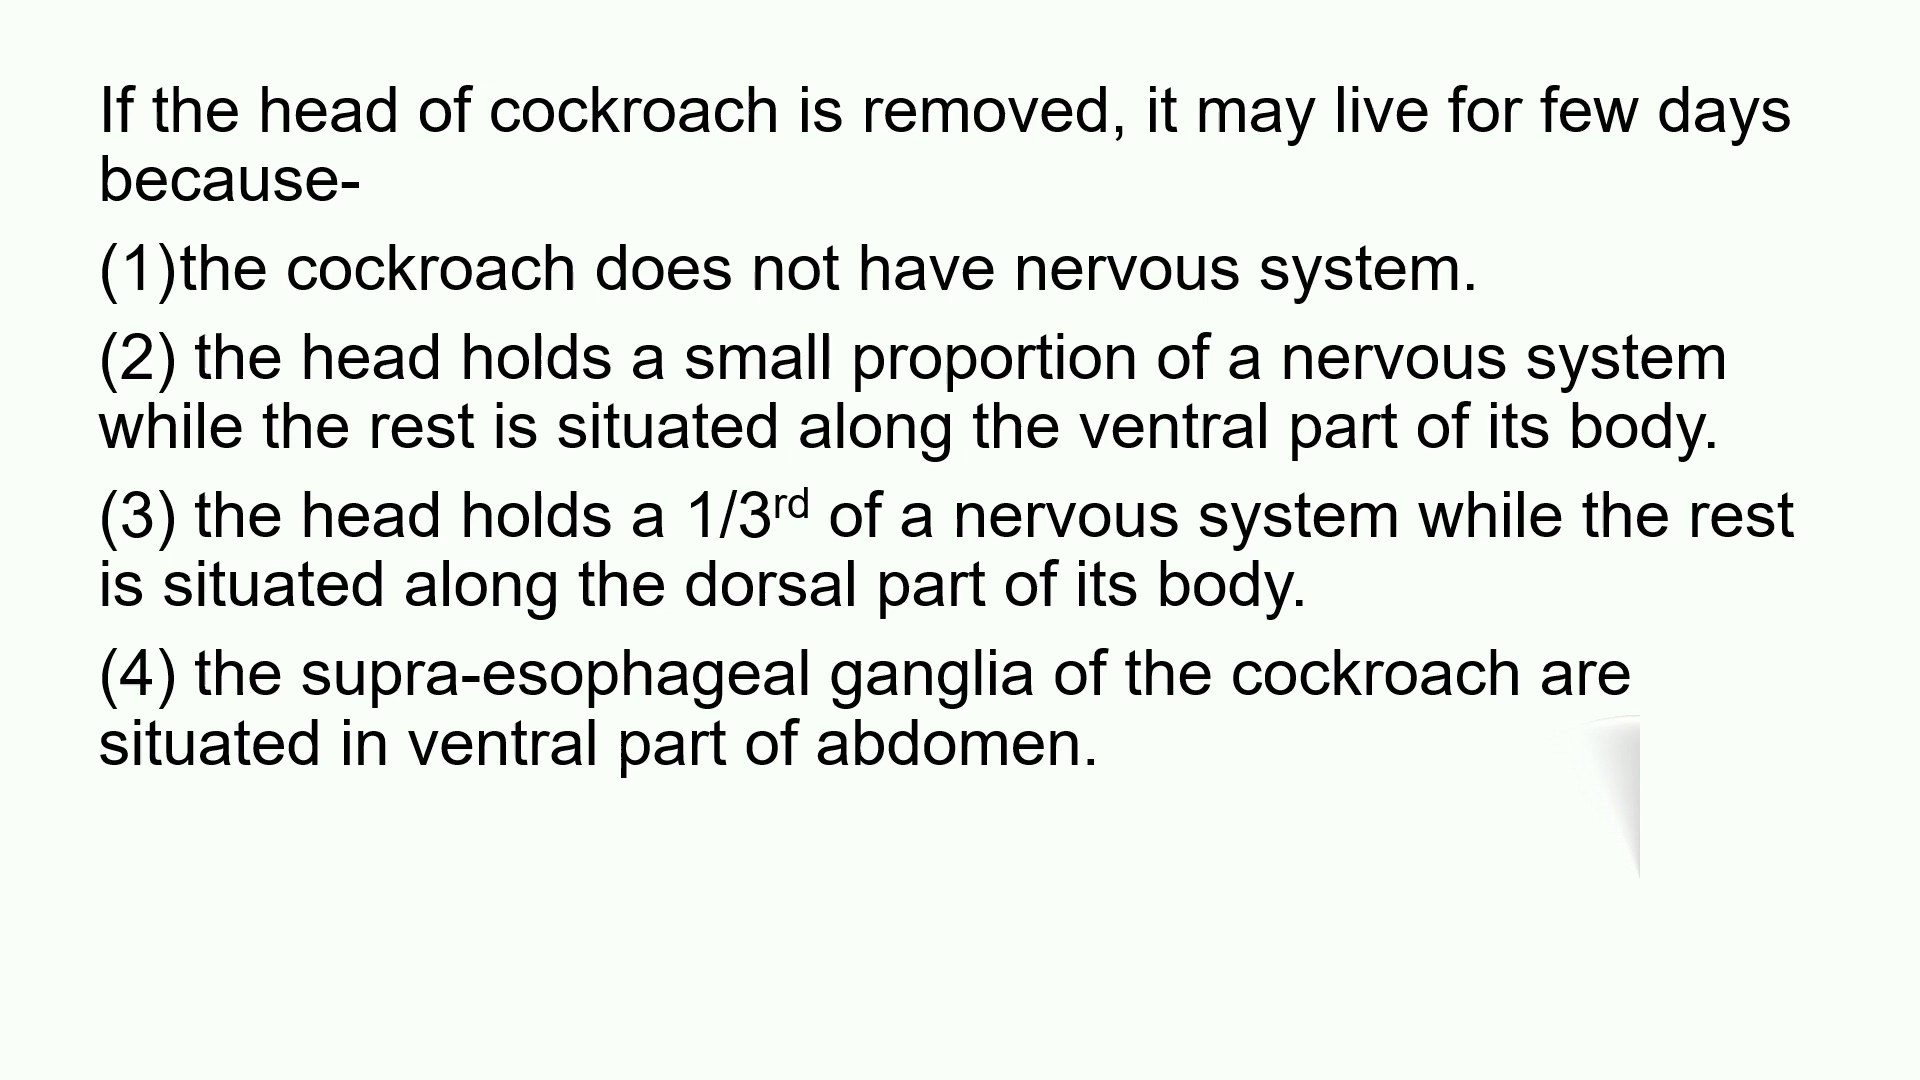 If the head of cockroach is removed, it may live for few days
because-
(1)the cockroach does not have nervous system.
(2) the head holds a small proportion of a nervous system
while the rest is situated along the ventral part of its body.
(3) the head holds a 1/3rd of a nervous system while the rest
is situated along the dorsal part of its body.
(4) the supra-esophageal ganglia of the cockroach are
situated in ventral part of abdomen.